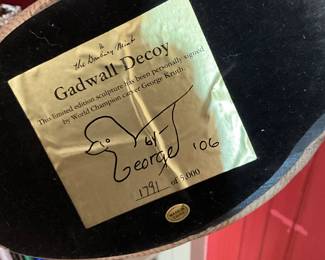 the Danbury Mint
Gadwall Decoy
This limited edition sculpture has been personally signed
by World Champion carver George Kruth.
by
George '06
1791 of 5,000